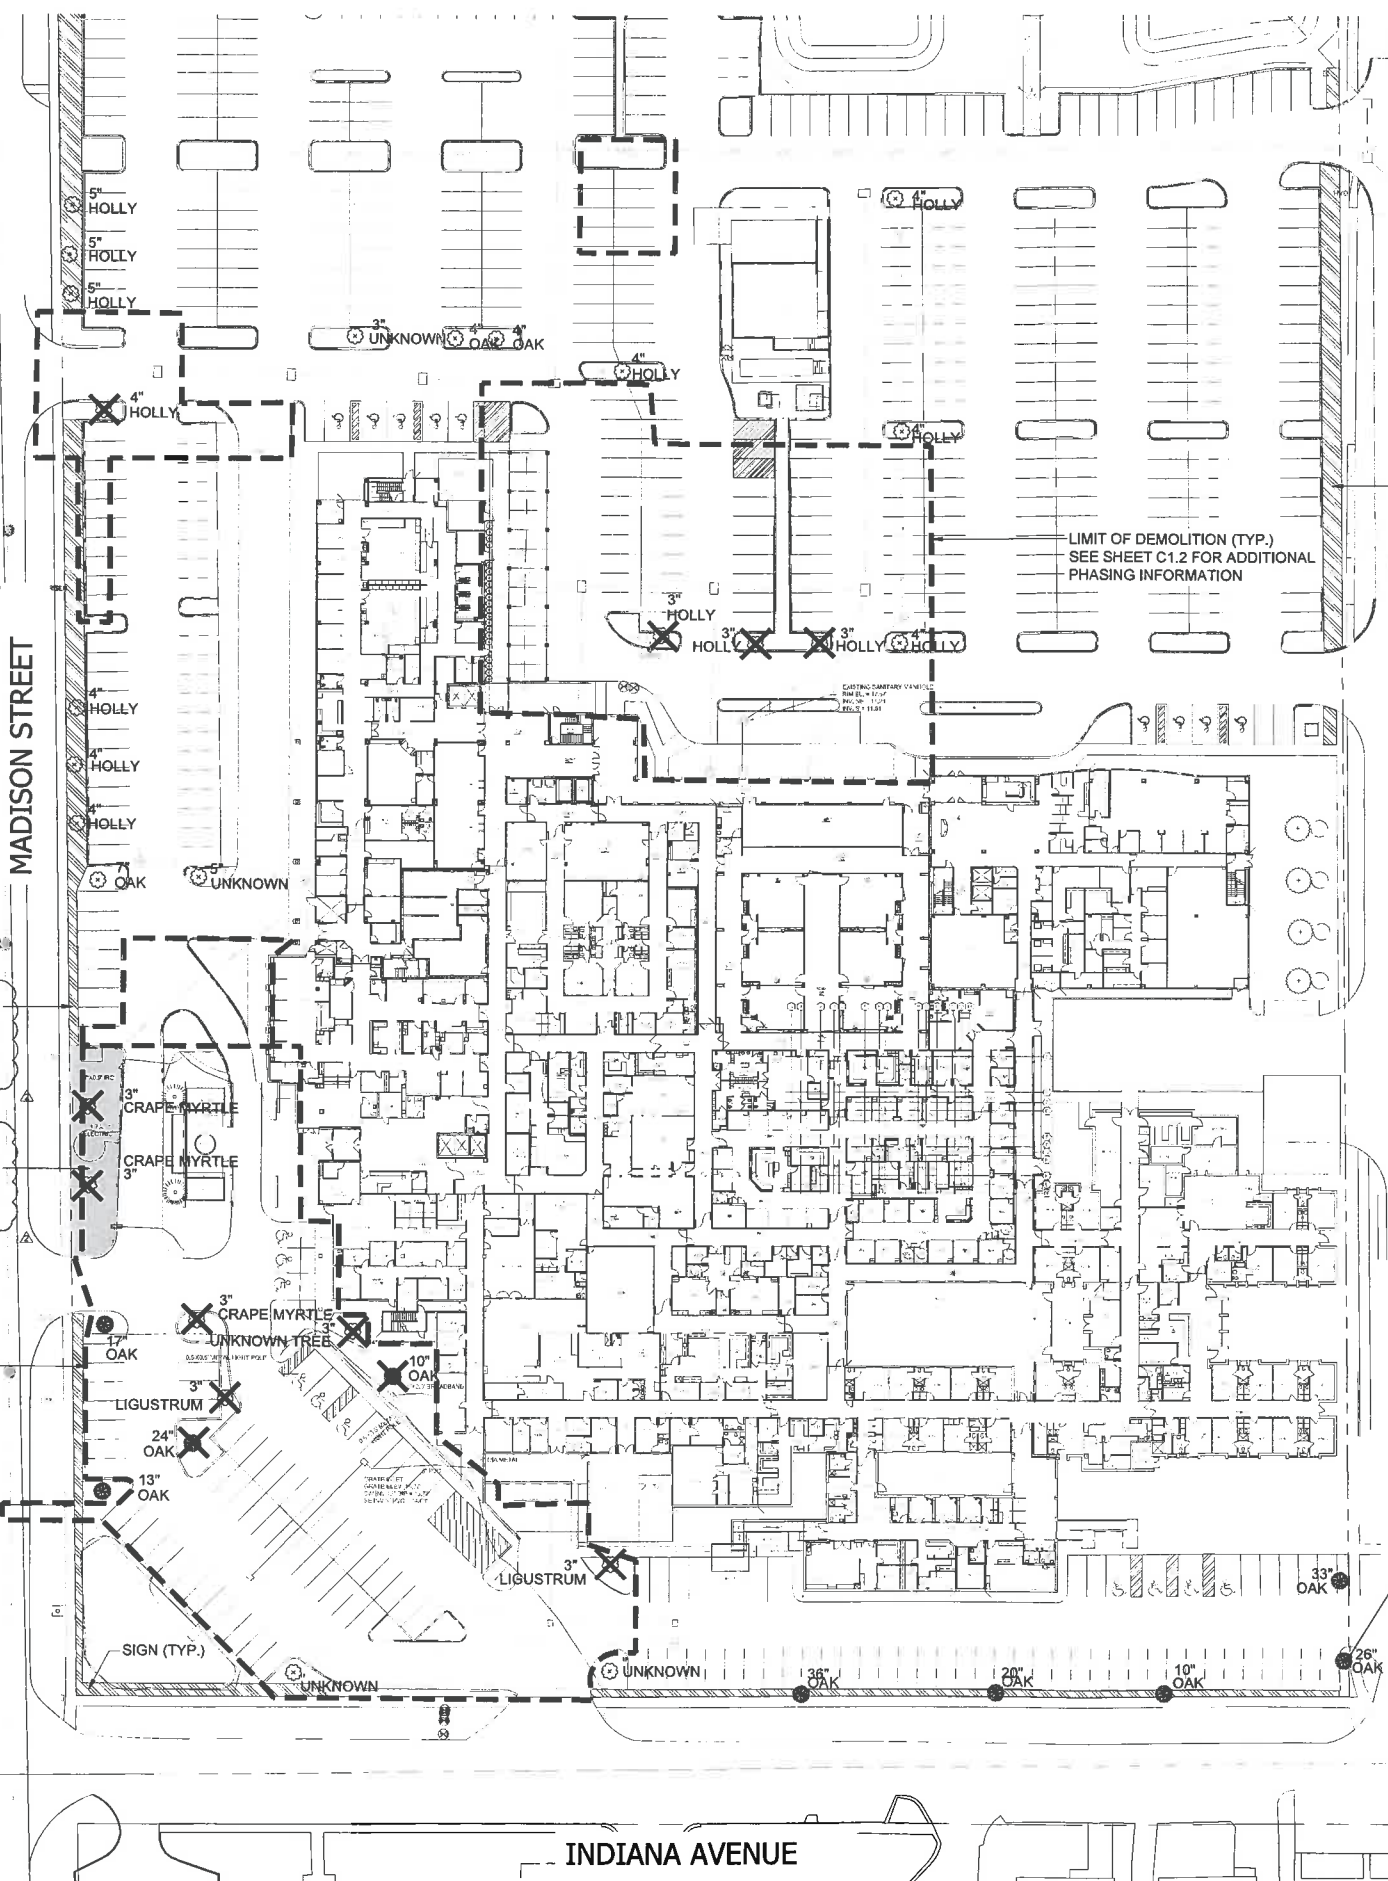 5"
HOLLY
4"
HOLLY
5"
HOLLY
5"
HOLLY
3"
UNKNOWN
4"
OAK
4"
OAK
4"
HOLLY
4"
HOLLY
4"
HOLLY
LIMIT OF DEMOLITION (TYP.)
SEE SHEET C1.2 FOR ADDITIONAL
PHASING INFORMATION
3"
HOLLY
3"
HOLLY
3"
HOLLY
4"
HOLLY
MADISON STREET
EXISTING SANITARY MANHOLE
4"
HOLLY
4"
HOLLY
4"
HOLLY
7"
OAK
5"
UNKNOWN
3"
CRAPE MYRTLE
CRAPE MYRTLE
3"
3"
CRAPE MYRTLE
3"
UNKNOWN TREE
17"
OAK
10"
OAK
3"
LIGUSTRUM
24"
OAK
13"
OAK
3"
LIGUSTRUM
33"
OAK
SIGN (TYP.)
UNKNOWN
UNKNOWN
36"
OAK
20"
OAK
10"
OAK
26"
OAK
INDIANA AVENUE